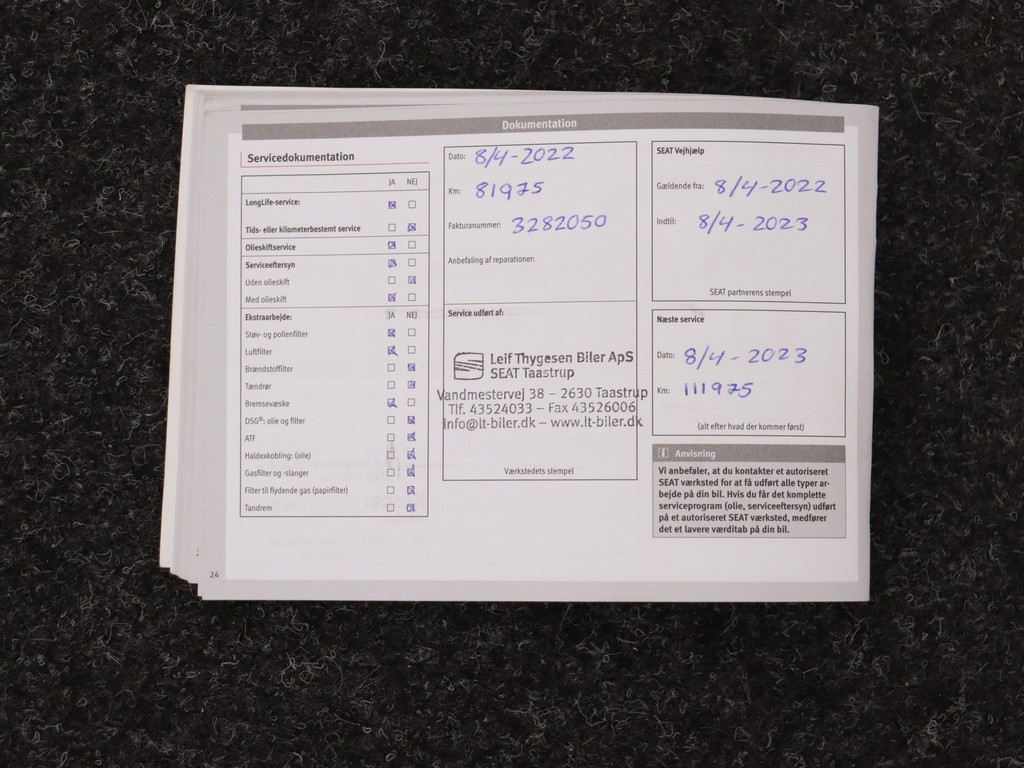 Dokumentation
Servicedokumentation
JA NEJ
LongLife-service:
Tids- eller kilometerbestemt service
Olieskiftservice
Serviceeftersyn
Uden olieskift
Med olieskift
Ekstraarbejde: JA NEJ
Støv- og pollenfilter
Luftfilter
Brændstoffilter
Tændrør
Bremsevæske
DSG®: olie og filter
ATF
Haldexkobling: (olie)
Gasfilter og -slanger
Filter til flydende gas (papirfilter)
Tandrem
24
Dato: 8/4-2022
Km: 81975
Fakturanummer: 3282050
Anbefaling af reparationer:
Service udført af:
Leif Thygesen Biler ApS
SEAT Taastrup
Vandmestervej 38 – 2630 Taastrup
Tlf. 43524033 – Fax 43526006
info@lt-biler.dk – www.lt-biler.dk
Værkstedets stempel
SEAT Vejhjælp
Gældende fra: 8/4-2022
Indtil: 8/4-2023
SEAT partnerens stempel
Næste service
Dato: 8/4-2023
Km: 111975
(alt efter hvad der kommer først)
Anvisning
Vi anbefaler, at du kontakter et autoriseret
SEAT værksted for at få udført alle typer ar-
bejde på din bil. Hvis du får det komplette
serviceprogram (olie, serviceeftersyn) udført
på et autoriseret SEAT værksted, medfører
det et lavere værditab på din bil.